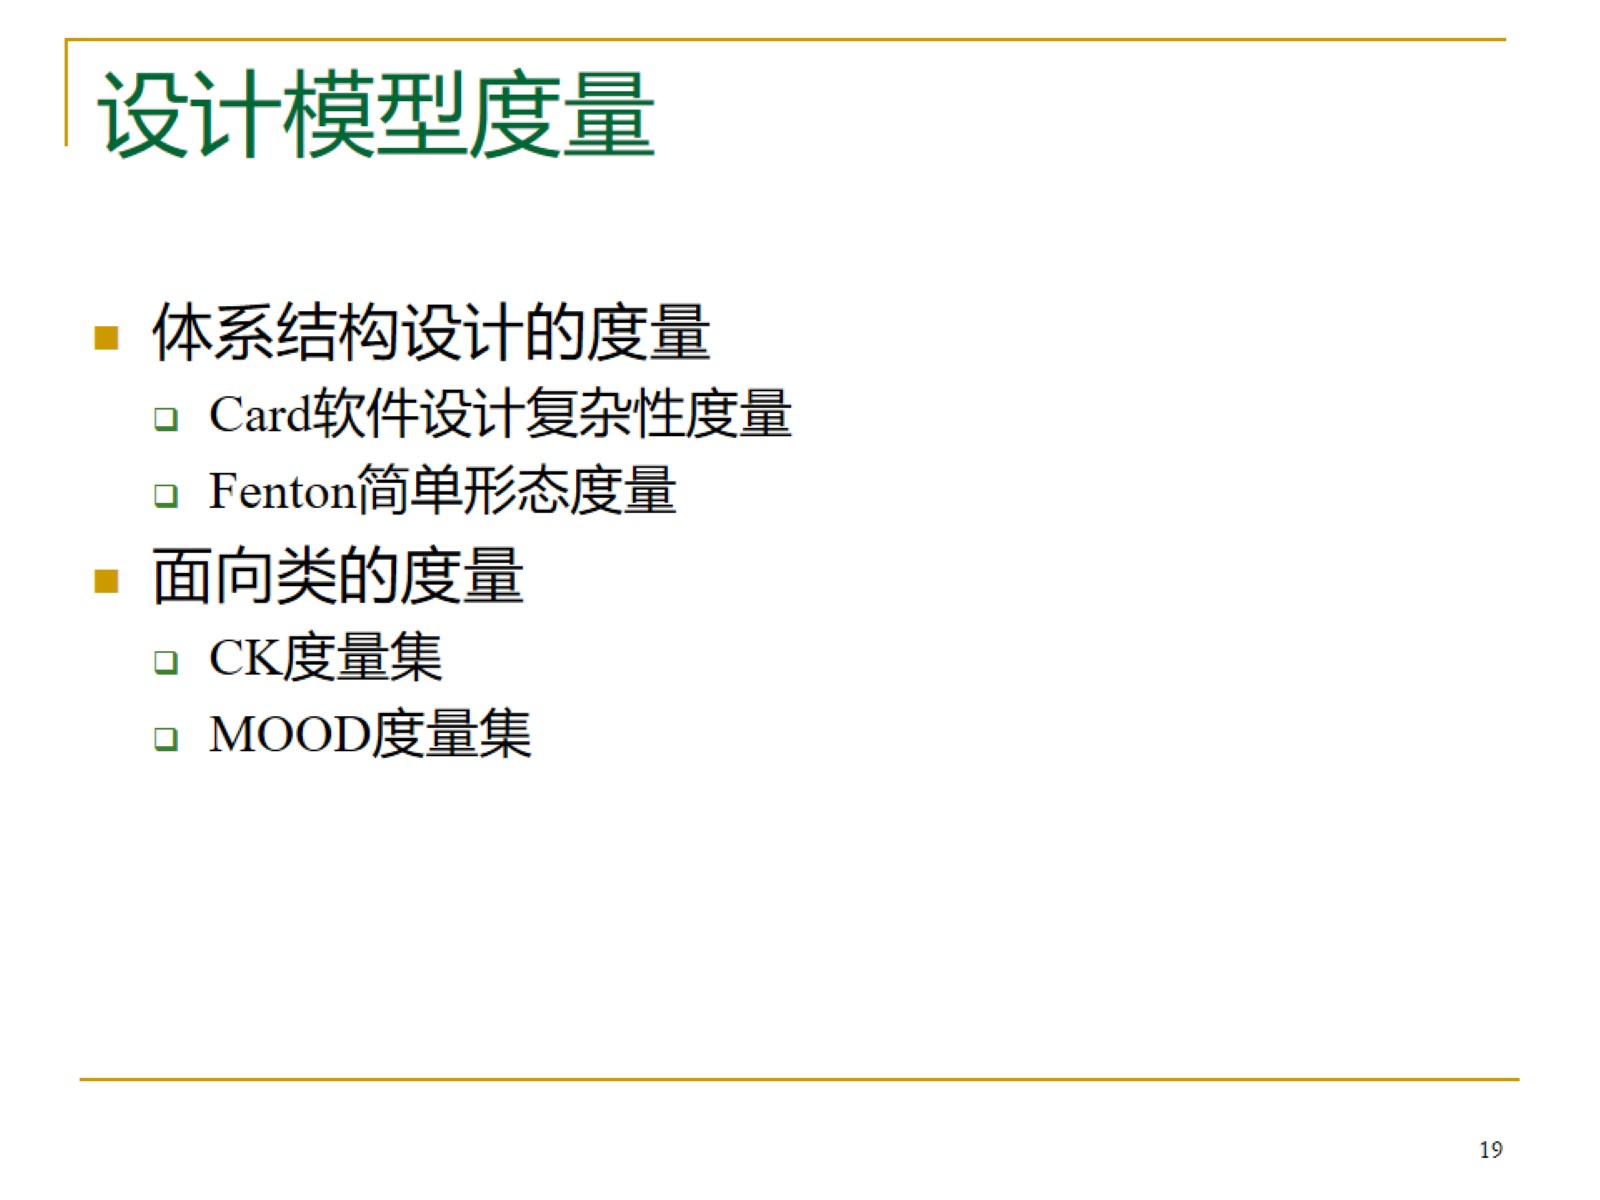 设计模型度量
体系结构设计的度量
Card软件设计复杂性度量
Fenton简单形态度量
面向类的度量
CK度量集
MOOD度量集
19